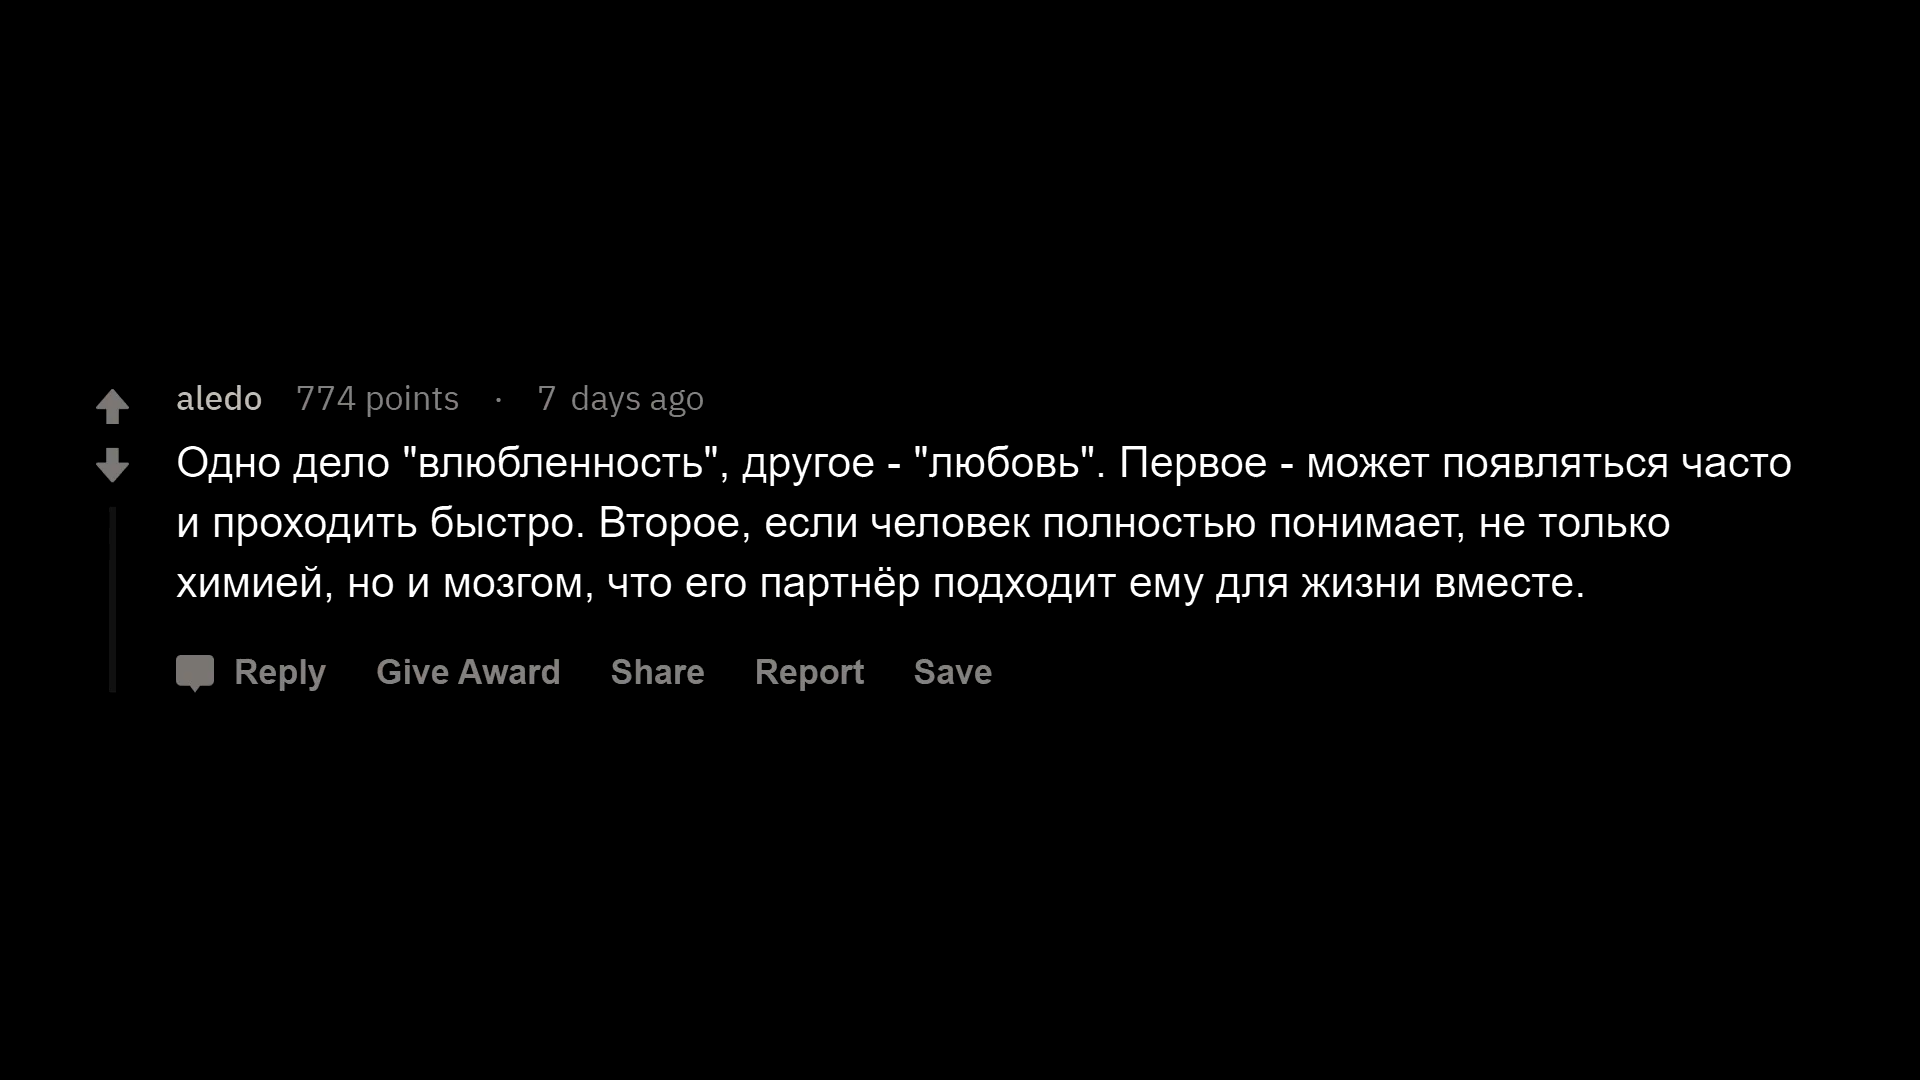 aledo 774 points · 7 days ago
Одно дело "влюбленность", другое - "любовь". Первое - может появляться часто
и проходить быстро. Второе, если человек полностью понимает, не только
химией, но и мозгом, что его партнёр подходит ему для жизни вместе.
Reply Give Award Share Report Save